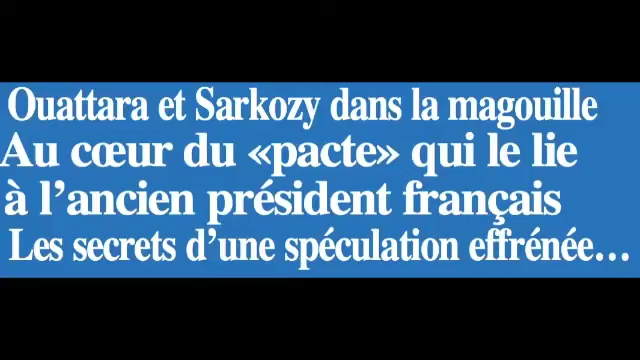 Ouattara et Sarkozy dans la magouille
Au cœur du «pacte» qui le lie
à l’ancien président français
Les secrets d’une spéculation effrénée…